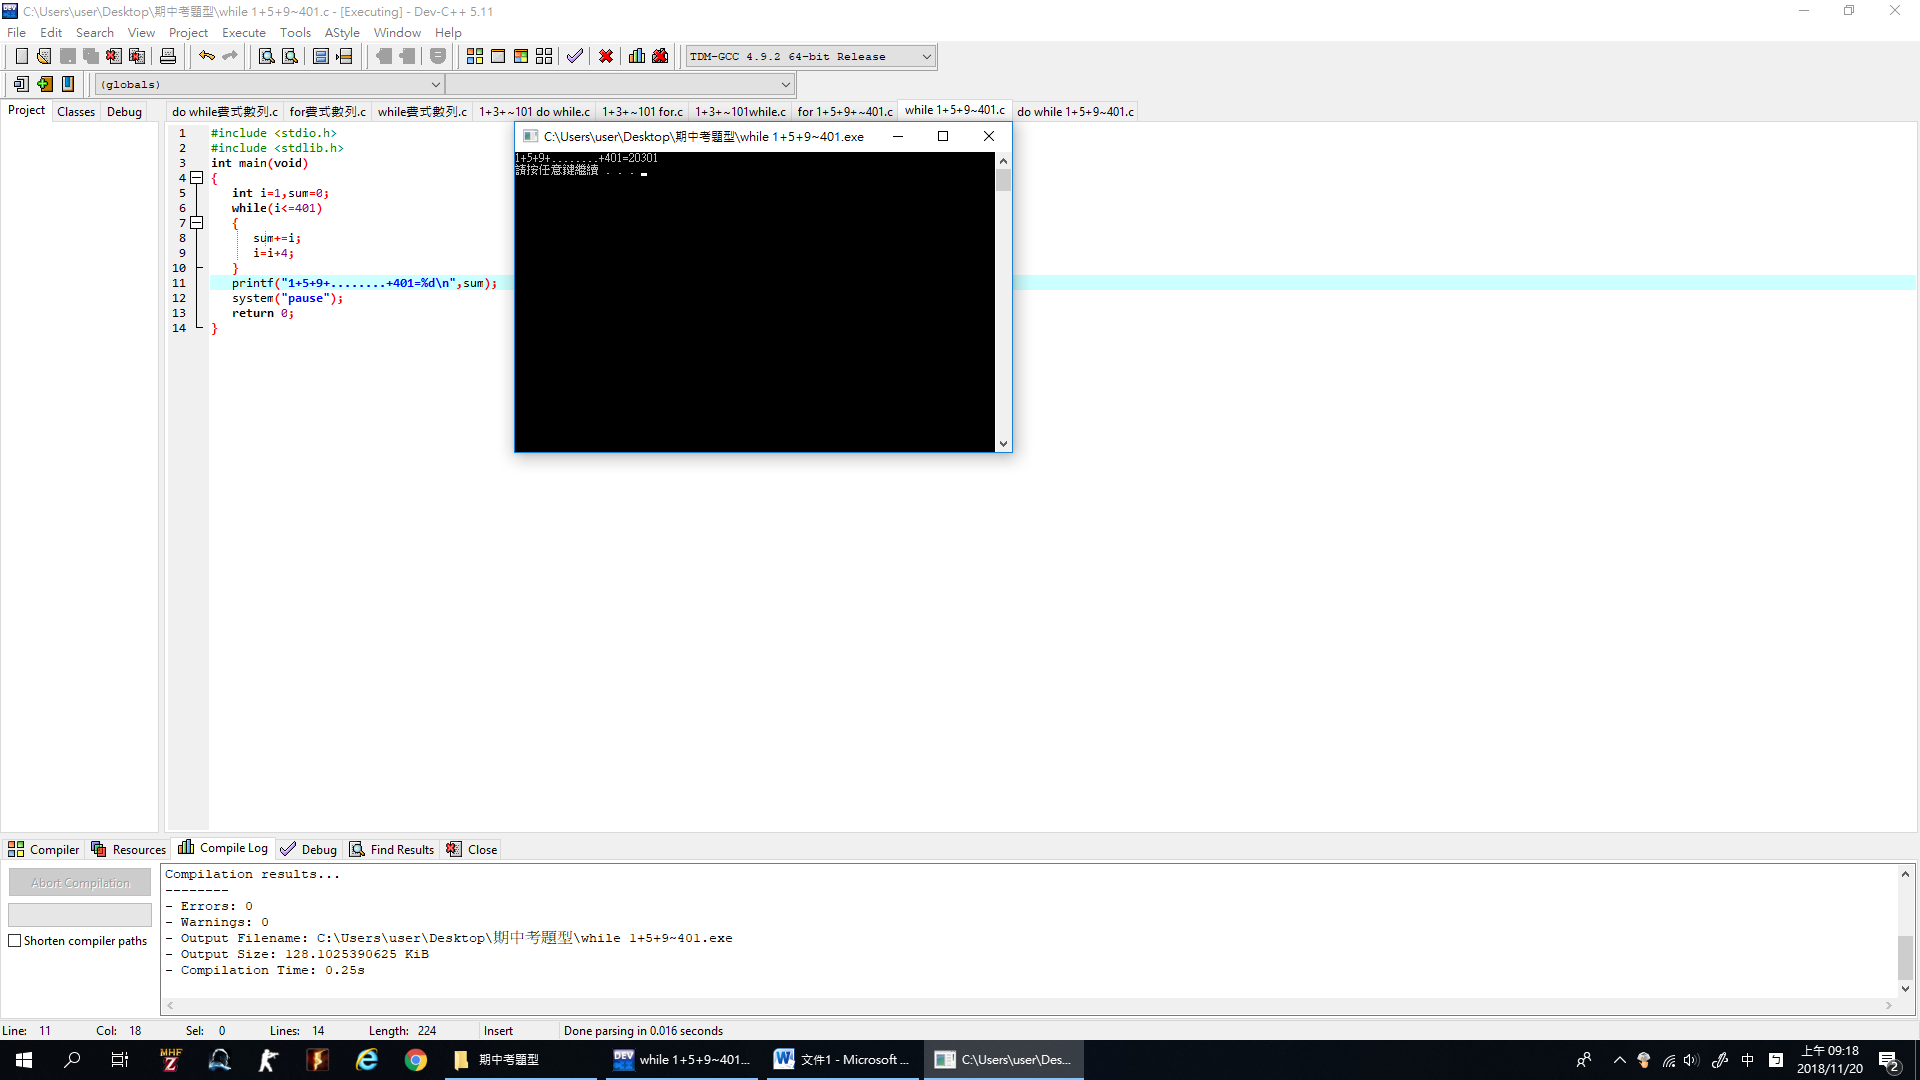 C:\Users\user\Desktop\期中考題型\while 1+5+9~401.c - [Executing] - Dev-C++ 5.11
File Edit Search View Project Execute Tools AStyle Window Help
TDM-GCC 4.9.2 64-bit Release
(globals)
Project Classes Debug
do while費式數列.c for費式數列.c while費式數列.c 1+3+~101 do while.c 1+3+~101 for.c 1+3+~101while.c for 1+5+9+~401.c while 1+5+9~401.c do while 1+5+9~401.c
1 #include <stdio.h>
2 #include <stdlib.h>
3 int main(void)
4 {
5 int i=1,sum=0;
6 while(i<=401)
7 {
8 sum+=i;
9 i=i+4;
10 }
11 printf("1+5+9+........+401=%d\n",sum);
12 system("pause");
13 return 0;
14 }
C:\Users\user\Desktop\期中考題型\while 1+5+9~401.exe
1+5+9+........+401=20301
請按任意鍵繼續 . . .
Compiler Resources Compile Log Debug Find Results Close
Abort Compilation
Shorten compiler paths
Compilation results...
--------
- Errors: 0
- Warnings: 0
- Output Filename: C:\Users\user\Desktop\期中考題型\while 1+5+9~401.exe
- Output Size: 128.1025390625 KiB
- Compilation Time: 0.25s
Line: 11 Col: 18 Sel: 0 Lines: 14 Length: 224 Insert Done parsing in 0.016 seconds
MHF Z
期中考題型
DEV while 1+5+9~401...
文件1 - Microsoft ...
C:\Users\user\Des...
中
上午 09:18
2018/11/20
2